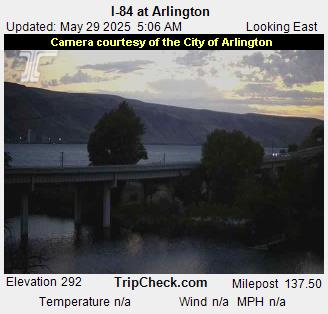 I-84 at Arlington
Updated: May 29 2025 5:06 AM Looking East
Camera courtesy of the City of Arlington
Elevation 292 TripCheck.com Milepost 137.50
Temperature n/a Wind n/a MPH n/a